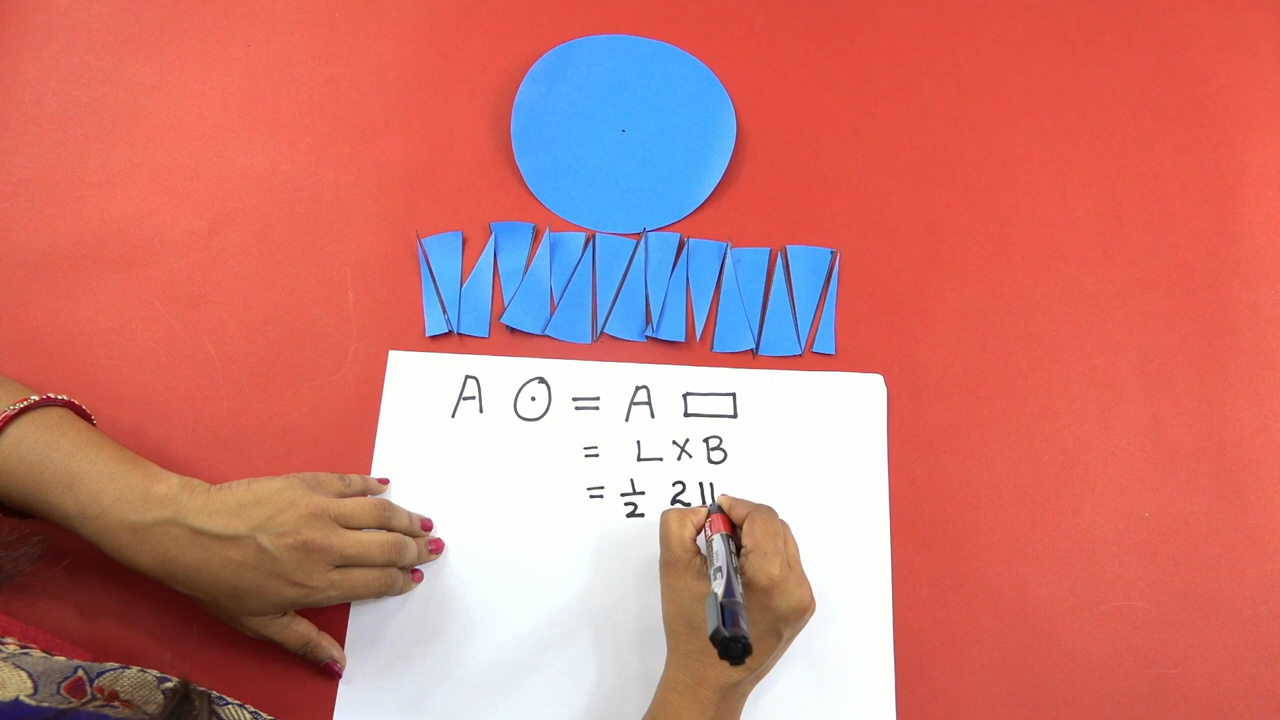 A ⊙ = A ▭
= L × B
= 1/2 2